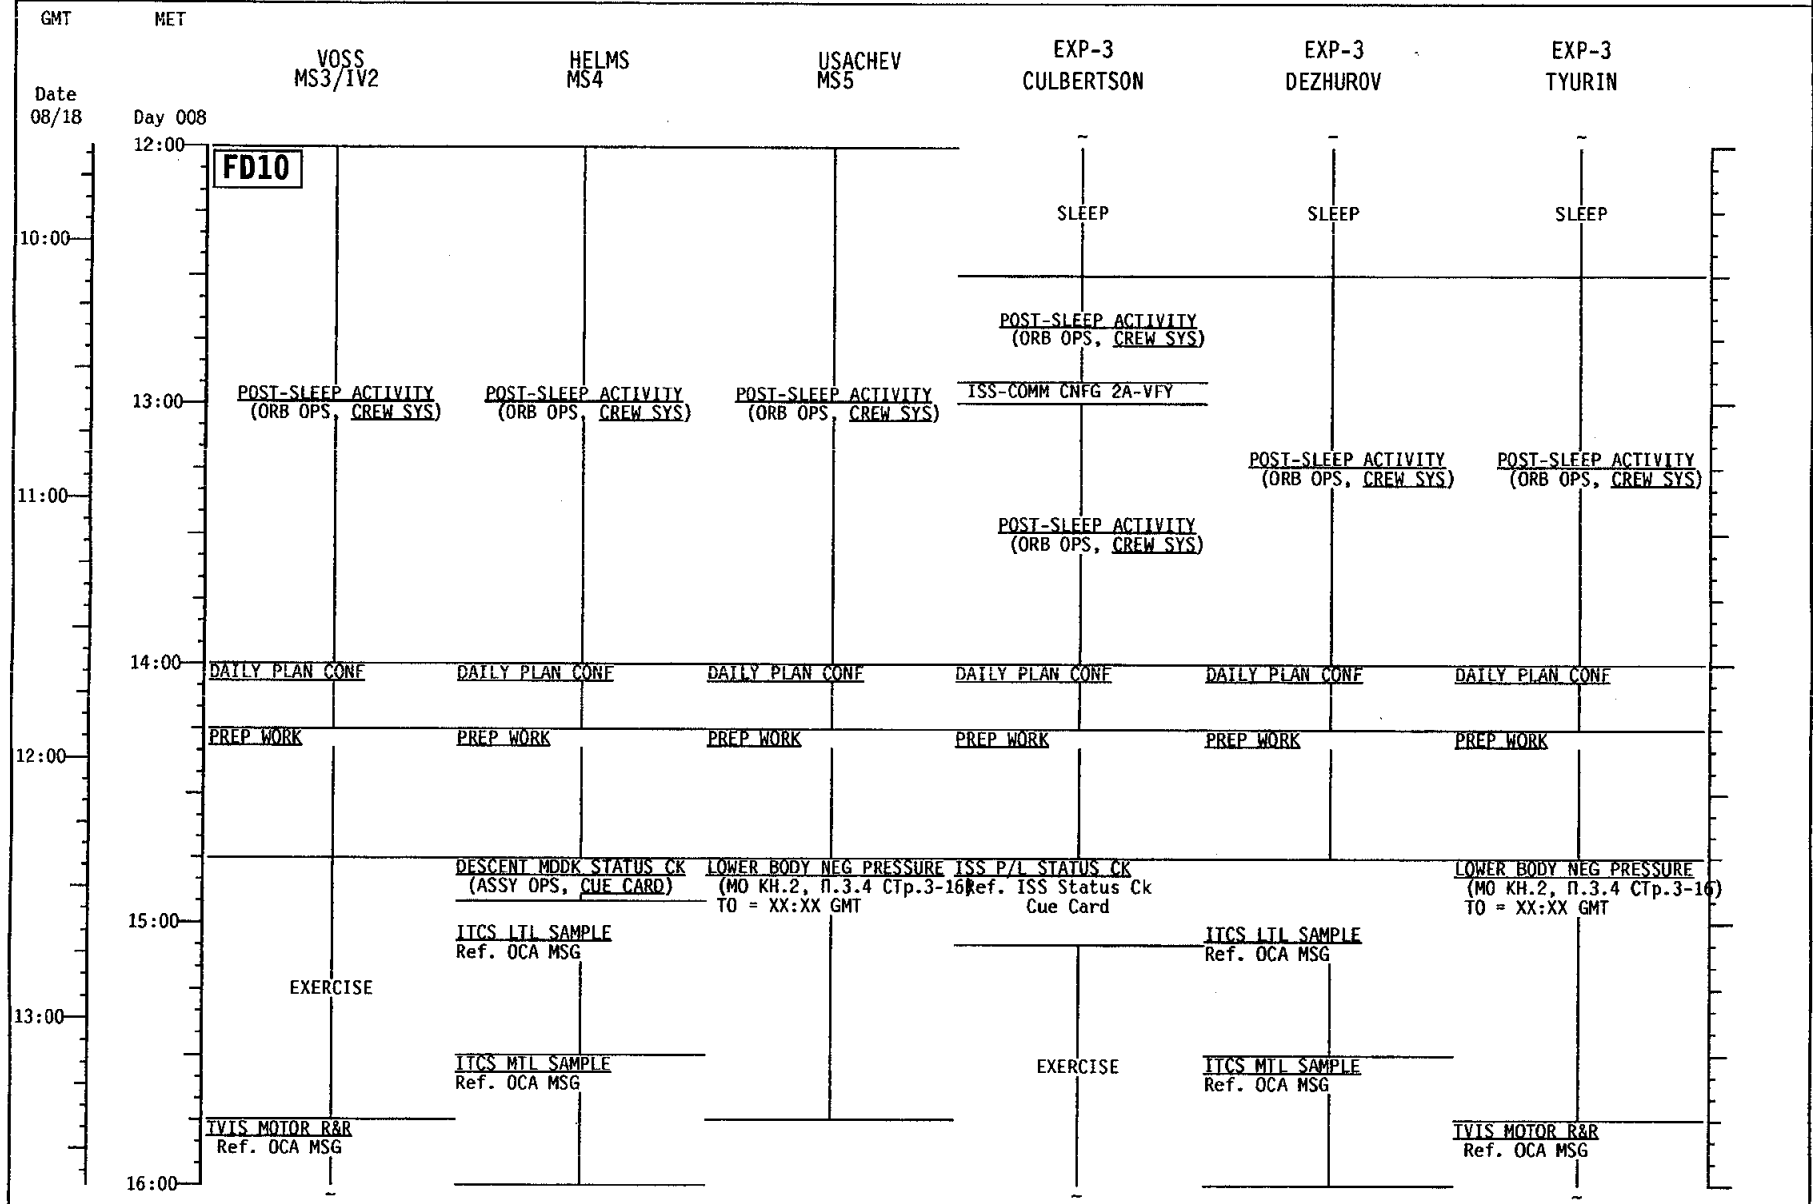 GMT MET
VOSS
MS3/IV2
HELMS
MS4
USACHEV
MS5
EXP-3
CULBERTSON
EXP-3
DEZHUROV
EXP-3
TYURIN
Date
08/18
Day 008
12:00
FD10
~ ~ ~
SLEEP SLEEP SLEEP
10:00
POST-SLEEP ACTIVITY
(ORB OPS, CREW SYS)
ISS-COMM CNFG 2A-VFY
13:00
POST-SLEEP ACTIVITY
(ORB OPS, CREW SYS)
POST-SLEEP ACTIVITY
(ORB OPS, CREW SYS)
POST-SLEEP ACTIVITY
(ORB OPS, CREW SYS)
POST-SLEEP ACTIVITY
(ORB OPS, CREW SYS)
POST-SLEEP ACTIVITY
(ORB OPS, CREW SYS)
11:00
POST-SLEEP ACTIVITY
(ORB OPS, CREW SYS)
14:00
DAILY PLAN CONF DAILY PLAN CONF DAILY PLAN CONF DAILY PLAN CONF DAILY PLAN CONF DAILY PLAN CONF
PREP WORK PREP WORK PREP WORK PREP WORK PREP WORK PREP WORK
12:00
DESCENT MDDK STATUS CK
(ASSY OPS, CUE CARD)
LOWER BODY NEG PRESSURE
(МО КН.2, П.3.4 СТр.3-16)
TO = XX:XX GMT
ISS P/L STATUS CK
Ref. ISS Status Ck
Cue Card
LOWER BODY NEG PRESSURE
(МО КН.2, П.3.4 СТр.3-16)
TO = XX:XX GMT
15:00
ITCS LTL SAMPLE
Ref. OCA MSG
ITCS LTL SAMPLE
Ref. OCA MSG
EXERCISE
13:00
ITCS MTL SAMPLE
Ref. OCA MSG
EXERCISE
ITCS MTL SAMPLE
Ref. OCA MSG
TVIS MOTOR R&R
Ref. OCA MSG
TVIS MOTOR R&R
Ref. OCA MSG
16:00
~ ~ ~